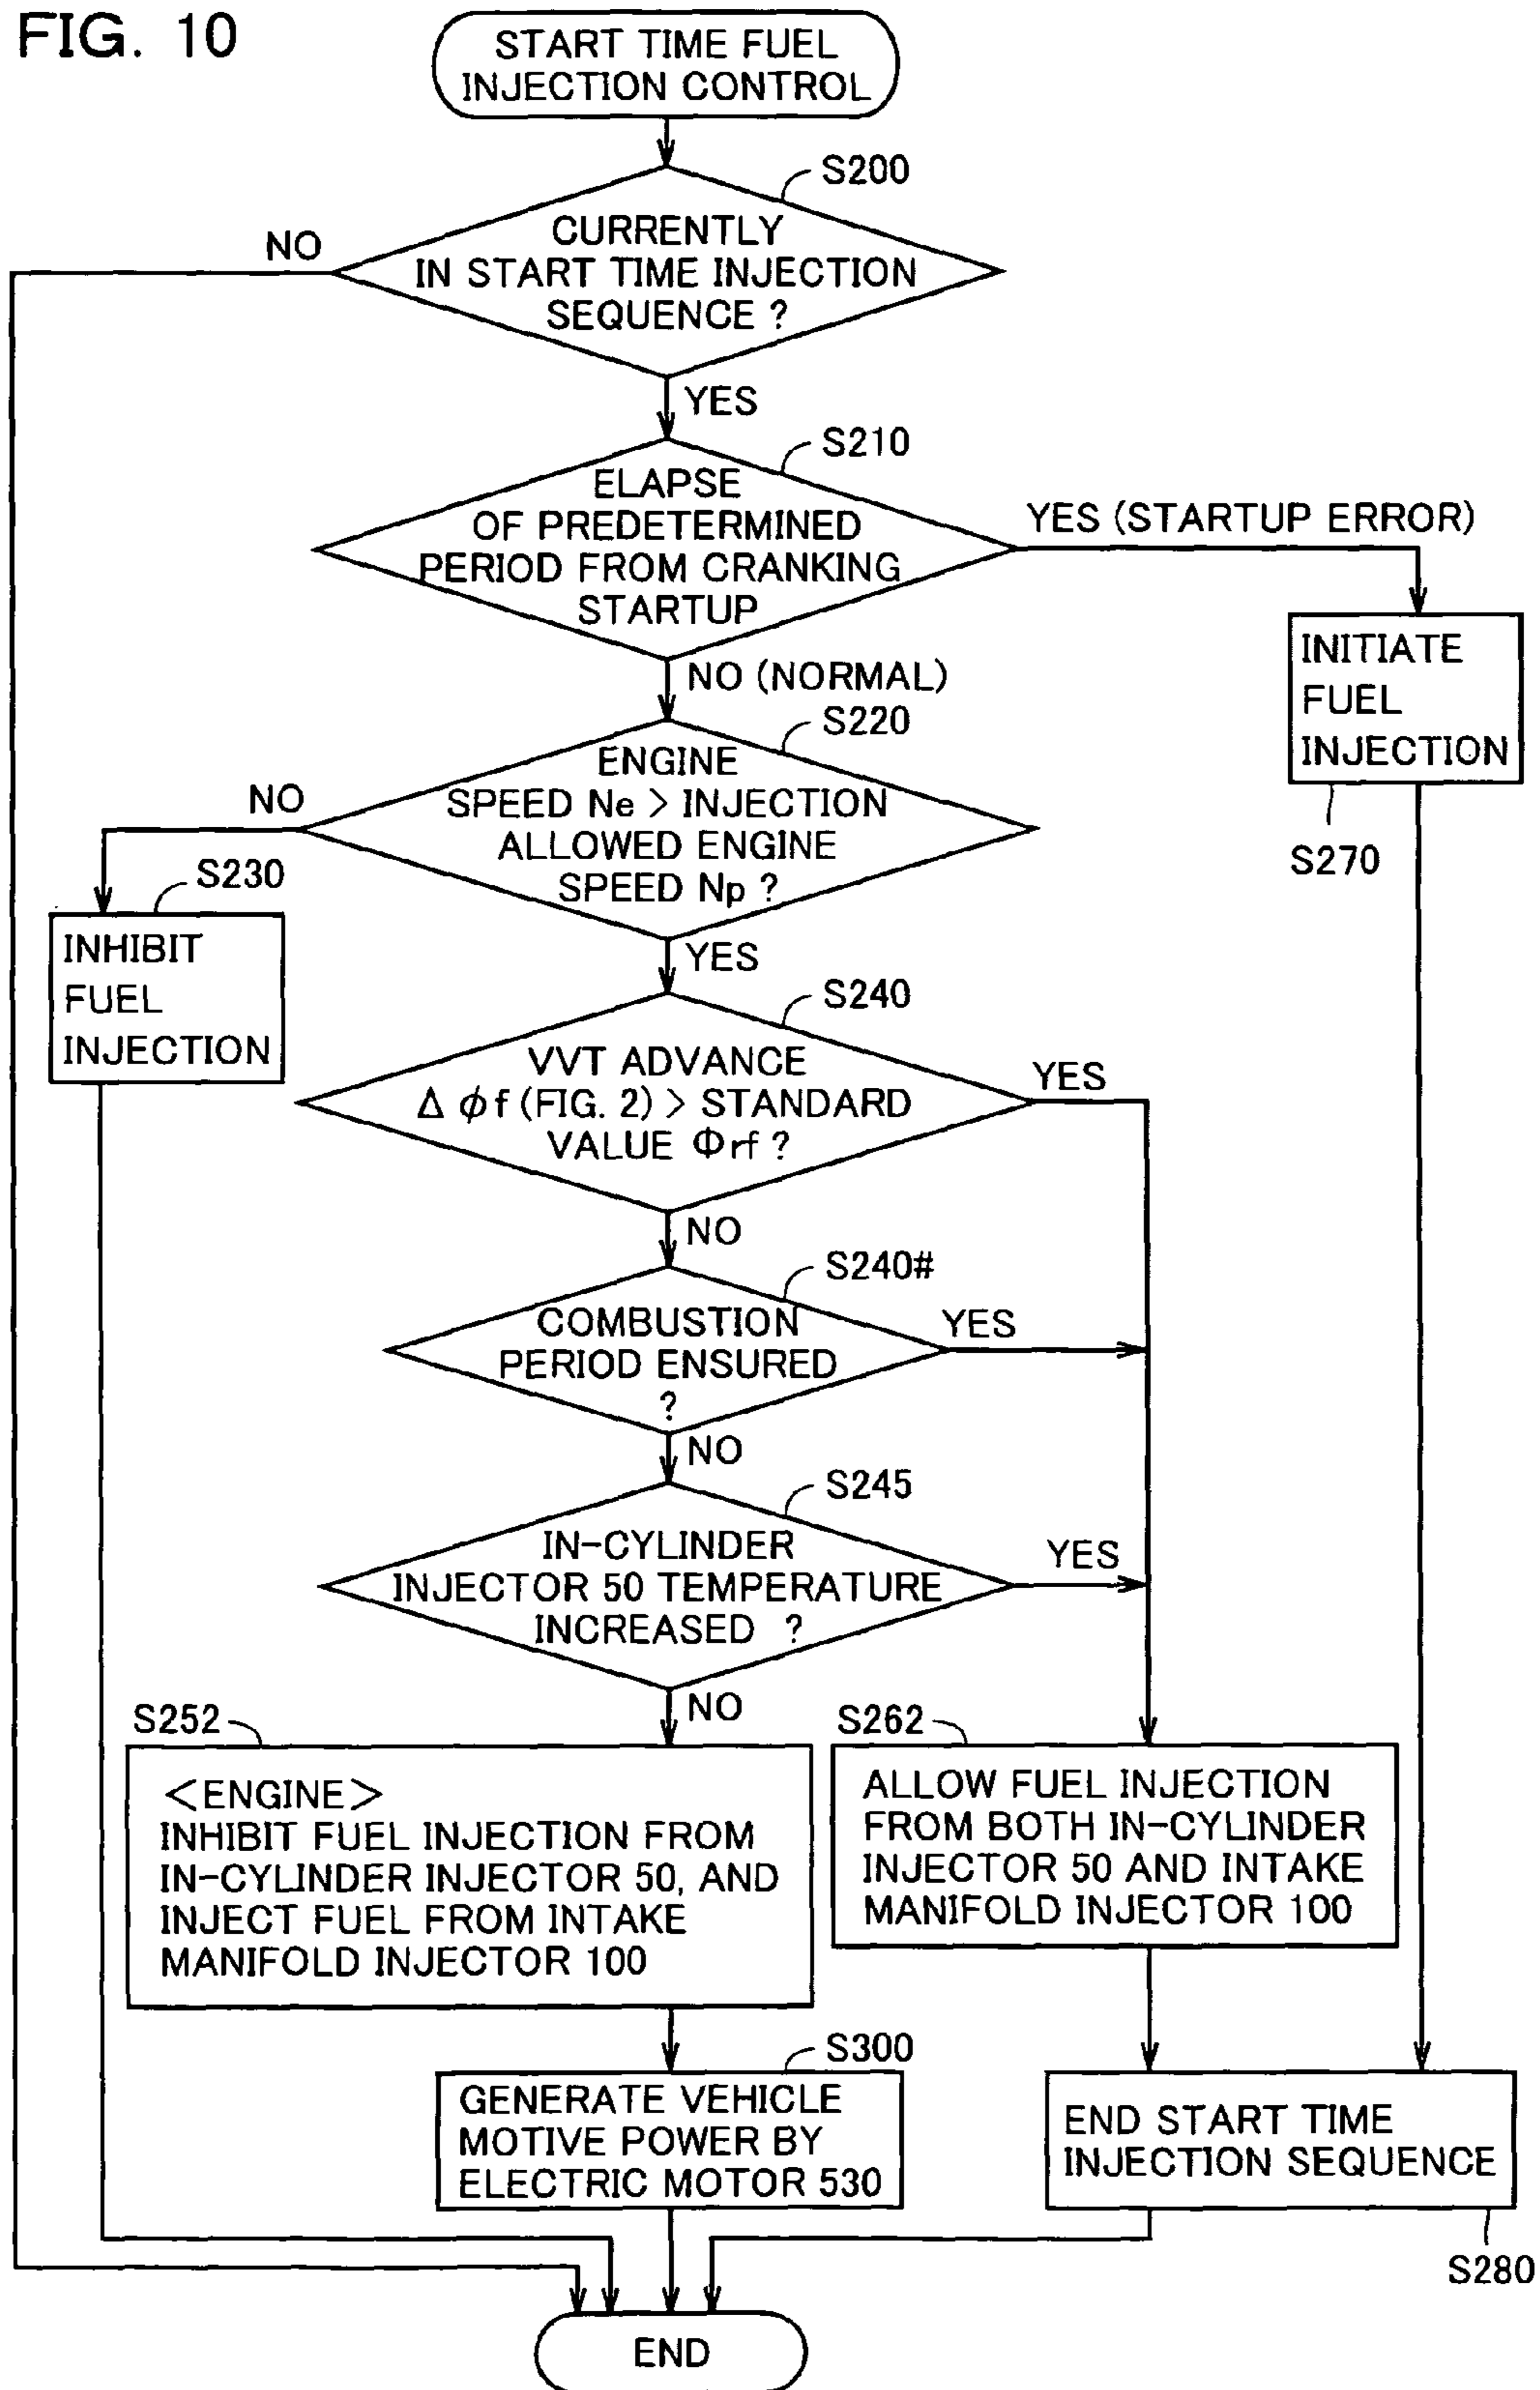 FIG. 10
START TIME FUEL
INJECTION CONTROL
S200
CURRENTLY
IN START TIME INJECTION
SEQUENCE ?
NO
YES
S210
ELAPSE
OF PREDETERMINED
PERIOD FROM CRANKING
STARTUP
YES (STARTUP ERROR)
NO (NORMAL)
INITIATE
FUEL
INJECTION
S270
S220
ENGINE
SPEED Ne > INJECTION
ALLOWED ENGINE
SPEED Np ?
NO
S230
INHIBIT
FUEL
INJECTION
YES
S240
VVT ADVANCE
Δ ϕf (FIG. 2) > STANDARD
VALUE Φrf ?
YES
NO
S240#
COMBUSTION
PERIOD ENSURED
?
YES
NO
S245
IN-CYLINDER
INJECTOR 50 TEMPERATURE
INCREASED ?
YES
NO
S252
<ENGINE>
INHIBIT FUEL INJECTION FROM
IN-CYLINDER INJECTOR 50, AND
INJECT FUEL FROM INTAKE
MANIFOLD INJECTOR 100
S262
ALLOW FUEL INJECTION
FROM BOTH IN-CYLINDER
INJECTOR 50 AND INTAKE
MANIFOLD INJECTOR 100
S300
GENERATE VEHICLE
MOTIVE POWER BY
ELECTRIC MOTOR 530
END START TIME
INJECTION SEQUENCE
S280
END